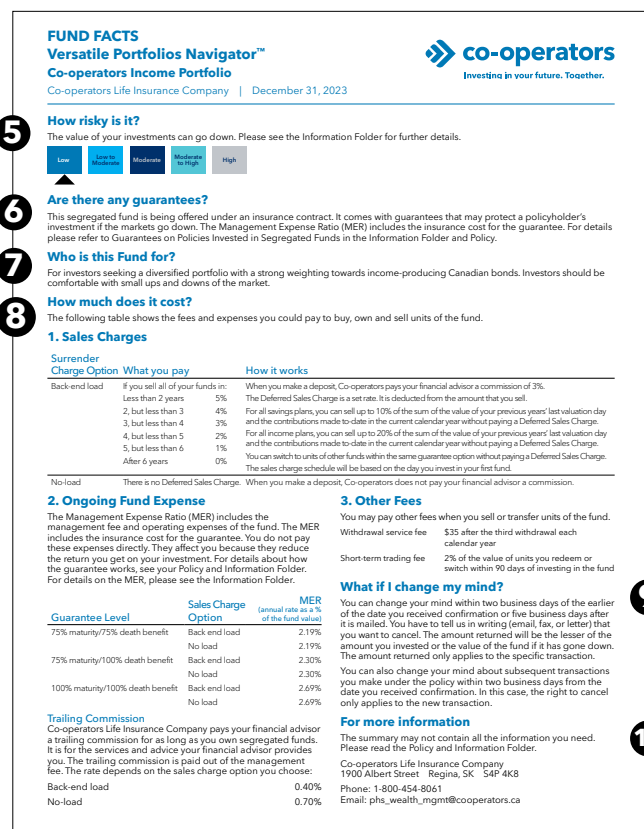 FUND FACTS
Versatile Portfolios Navigator™
Co-operators Income Portfolio
Co-operators Life Insurance Company | December 31, 2023
co-operators
Investing in your future. Together.
5
How risky is it?
The value of your investments can go down. Please see the Information Folder for further details.
Low
Low to Moderate
Moderate
Moderate to High
High
6
Are there any guarantees?
This segregated fund is being offered under an insurance contract. It comes with guarantees that may protect a policyholder's
investment if the markets go down. The Management Expense Ratio (MER) includes the insurance cost for the guarantee. For details
please refer to Guarantees on Policies Invested in Segregated Funds in the Information Folder and Policy.
7
Who is this Fund for?
For investors seeking a diversified portfolio with a strong weighting towards income-producing Canadian bonds. Investors should be
comfortable with small ups and downs of the market.
8
How much does it cost?
The following table shows the fees and expenses you could pay to buy, own and sell units of the fund.
1. Sales Charges
Surrender
Charge Option What you pay How it works
Back-end load If you sell all of your funds in: When you make a deposit, Co-operators pays your financial advisor a commission of 3%.
Less than 2 years 5% The Deferred Sales Charge is a set rate. It is deducted from the amount that you sell.
2, but less than 3 4% For all savings plans, you can sell up to 10% of the sum of the value of your previous years' last valuation day
3, but less than 4 3% and the contributions made to-date in the current calendar year without paying a Deferred Sales Charge.
4, but less than 5 2% For all income plans, you can sell up to 20% of the sum of the value of your previous years' last valuation day
5, but less than 6 1% and the contributions made to-date in the current calendar year without paying a Deferred Sales Charge.
After 6 years 0% You can switch to units of other funds within the same guarantee option without paying a Deferred Sales Charge.
The sales charge schedule will be based on the day you invest in your first fund.
No-load There is no Deferred Sales Charge. When you make a deposit, Co-operators does not pay your financial advisor a commission.
2. Ongoing Fund Expense
The Management Expense Ratio (MER) includes the
management fee and operating expenses of the fund. The MER
includes the insurance cost for the guarantee. You do not pay
these expenses directly. They affect you because they reduce
the return you get on your investment. For details about how
the guarantee works, see your Policy and Information Folder.
For details on the MER, please see the Information Folder.
Guarantee Level Sales Charge Option MER (annual rate as a % of the fund value)
75% maturity/75% death benefit Back end load 2.19%
No load 2.19%
75% maturity/100% death benefit Back end load 2.30%
No load 2.30%
100% maturity/100% death benefit Back end load 2.69%
No load 2.69%
Trailing Commission
Co-operators Life Insurance Company pays your financial advisor
a trailing commission for as long as you own segregated funds.
It is for the services and advice your financial advisor provides
you. The trailing commission is paid out of the management
fee. The rate depends on the sales charge option you choose:
Back-end load 0.40%
No-load 0.70%
3. Other Fees
You may pay other fees when you sell or transfer units of the fund.
Withdrawal service fee $35 after the third withdrawal each
calendar year
Short-term trading fee 2% of the value of units you redeem or
switch within 90 days of investing in the fund
9
What if I change my mind?
You can change your mind within two business days of the earlier
of the date you received confirmation or five business days after
it is mailed. You have to tell us in writing (email, fax, or letter) that
you want to cancel. The amount returned will be the lesser of the
amount you invested or the value of the fund if it has gone down.
The amount returned only applies to the specific transaction.
You can also change your mind about subsequent transactions
you make under the policy within two business days from the
date you received confirmation. In this case, the right to cancel
only applies to the new transaction.
1
For more information
The summary may not contain all the information you need.
Please read the Policy and Information Folder.
Co-operators Life Insurance Company
1900 Albert Street Regina, SK S4P 4K8
Phone: 1-800-454-8061
Email: phs_wealth_mgmt@cooperators.ca